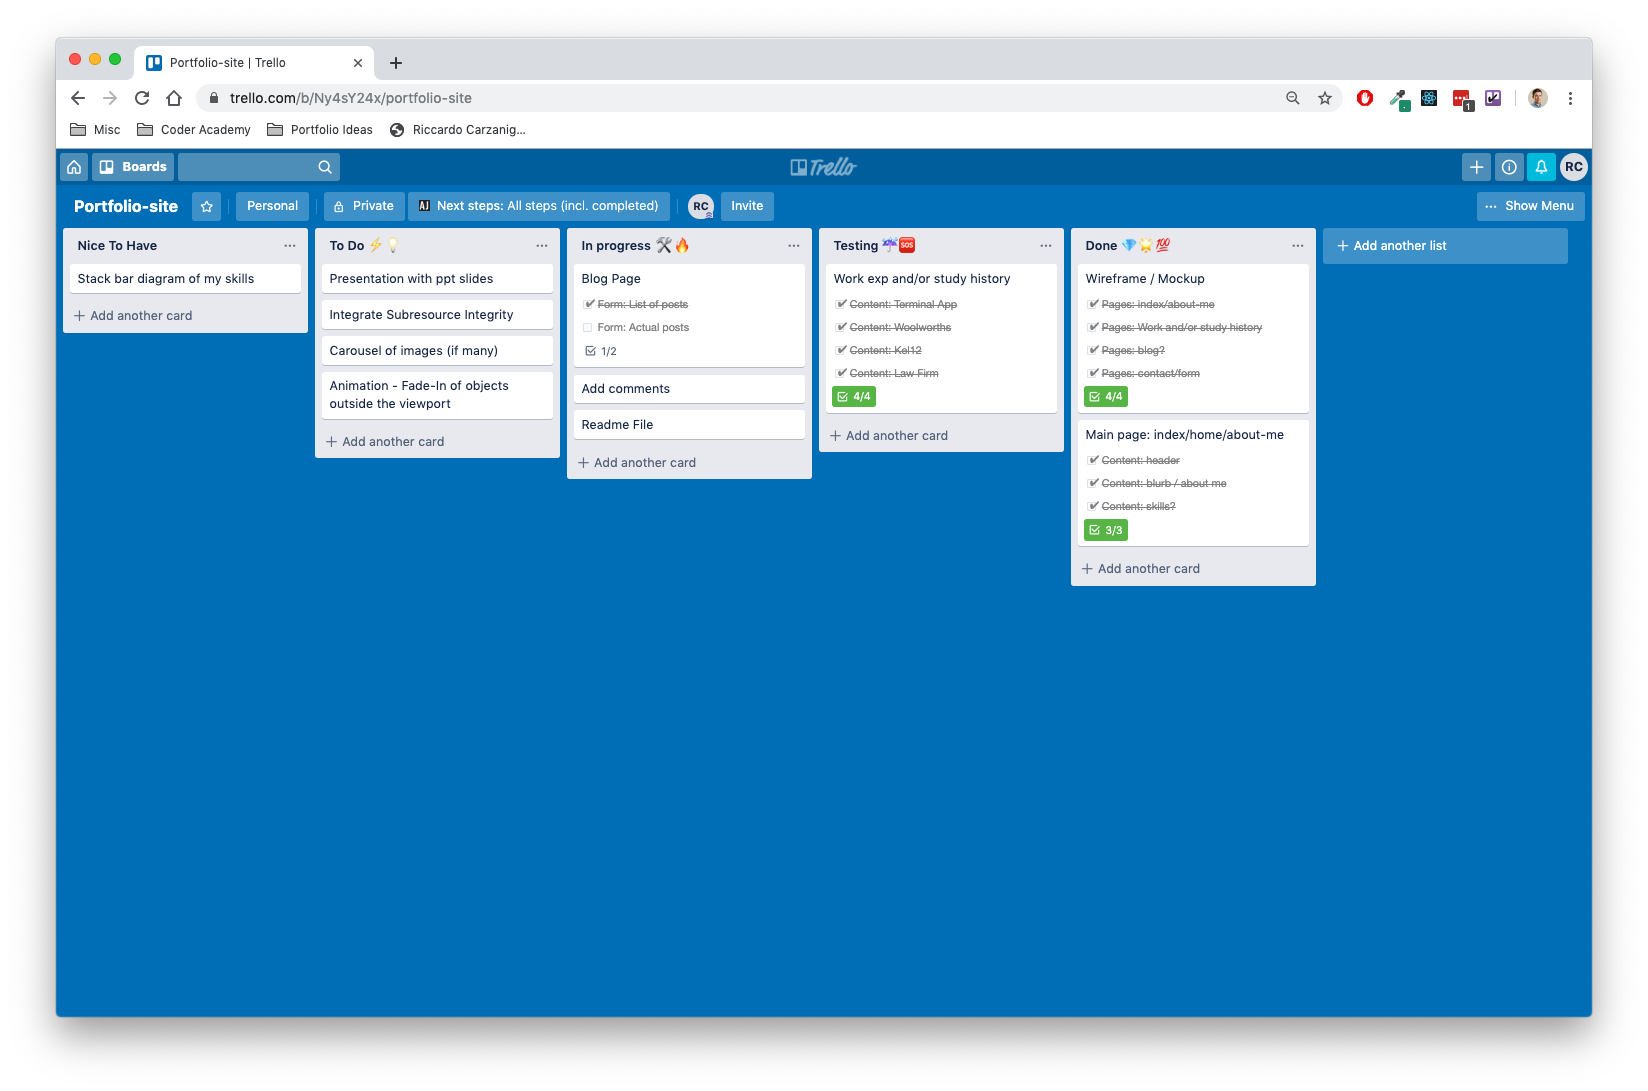 Portfolio-site | Trello
trello.com/b/Ny4sY24x/portfolio-site
1
Misc
Coder Academy
Portfolio Ideas
Riccardo Carzanig...
Boards
Trello
RC
Portfolio-site
Personal
Private
AJ Next steps: All steps (incl. completed)
RC
Invite
... Show Menu
Nice To Have
Stack bar diagram of my skills
+ Add another card
To Do ⚡💡
Presentation with ppt slides
Integrate Subresource Integrity
Carousel of images (if many)
Animation - Fade-In of objects
outside the viewport
+ Add another card
In progress 🛠🔥
Blog Page
Form: List of posts
Form: Actual posts
1/2
Add comments
Readme File
+ Add another card
Testing ☔🆘
Work exp and/or study history
Content: Terminal App
Content: Woolworths
Content: Kel12
Content: Law Firm
4/4
+ Add another card
Done 💎🌟💯
Wireframe / Mockup
Pages: index/about-me
Pages: Work and/or study history
Pages: blog?
Pages: contact/form
4/4
Main page: index/home/about-me
Content: header
Content: blurb / about me
Content: skills?
3/3
+ Add another card
+ Add another list